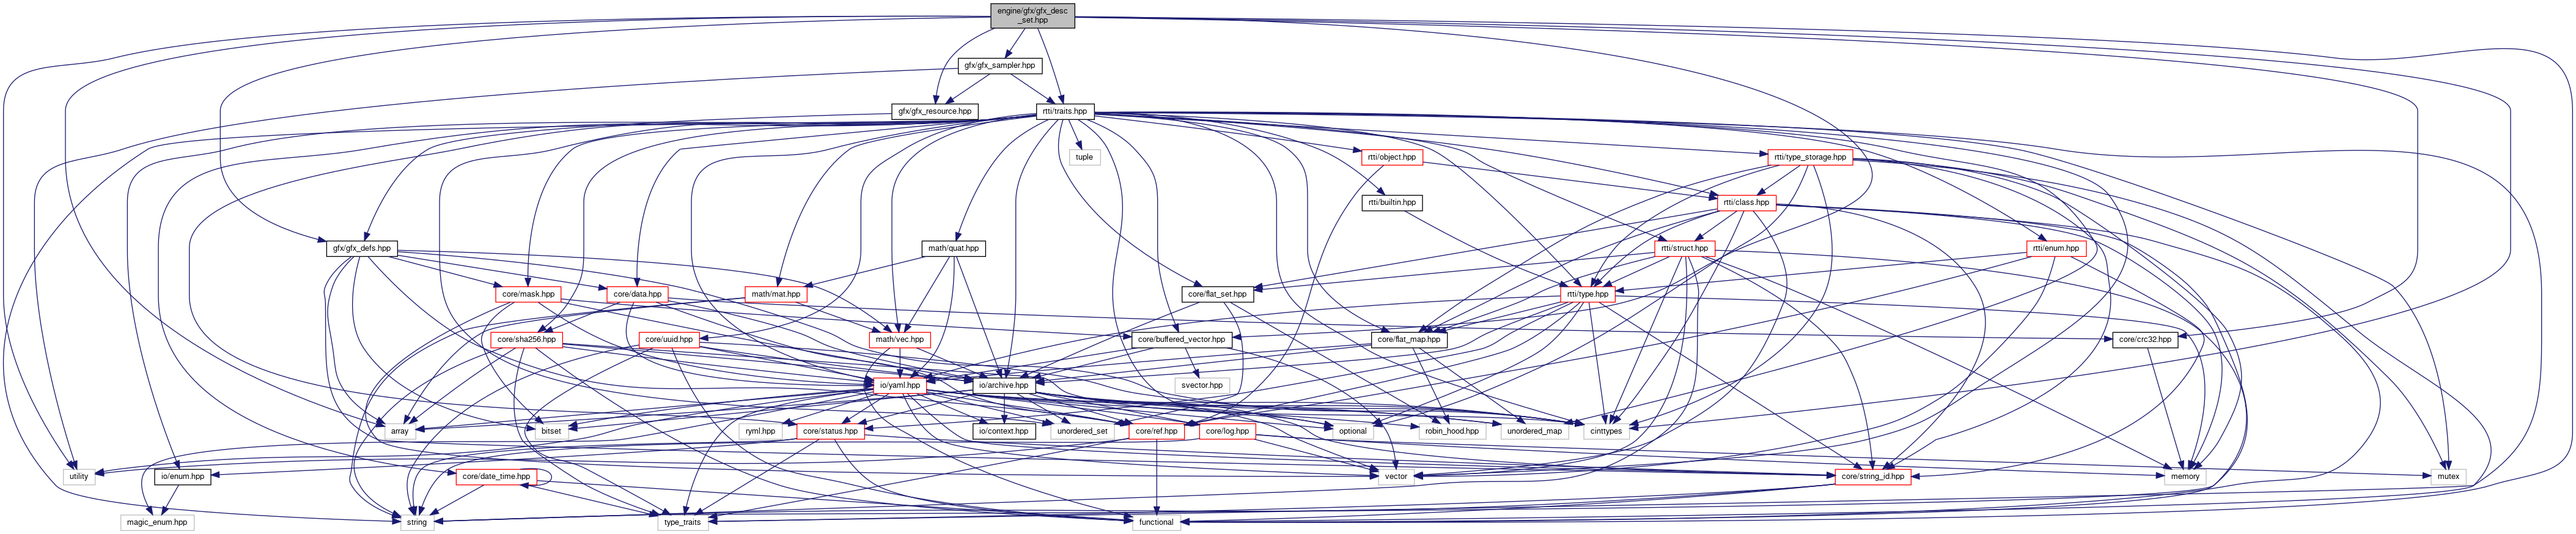 engine/gfx/gfx_desc
_set.hpp
gfx/gfx_sampler.hpp
gfx/gfx_resource.hpp
rtti/traits.hpp
tuple
rtti/object.hpp
rtti/type_storage.hpp
rtti/builtin.hpp
rtti/class.hpp
gfx/gfx_defs.hpp
math/quat.hpp
rtti/struct.hpp
rtti/enum.hpp
core/mask.hpp
core/data.hpp
math/mat.hpp
core/flat_set.hpp
rtti/type.hpp
core/sha256.hpp
core/uuid.hpp
math/vec.hpp
core/buffered_vector.hpp
core/flat_map.hpp
core/crc32.hpp
io/yaml.hpp
io/archive.hpp
svector.hpp
array
bitset
ryml.hpp
core/status.hpp
io/context.hpp
unordered_set
core/ref.hpp
core/log.hpp
optional
robin_hood.hpp
unordered_map
cinttypes
utility
io/enum.hpp
core/date_time.hpp
vector
core/string_id.hpp
memory
mutex
magic_enum.hpp
string
type_traits
functional